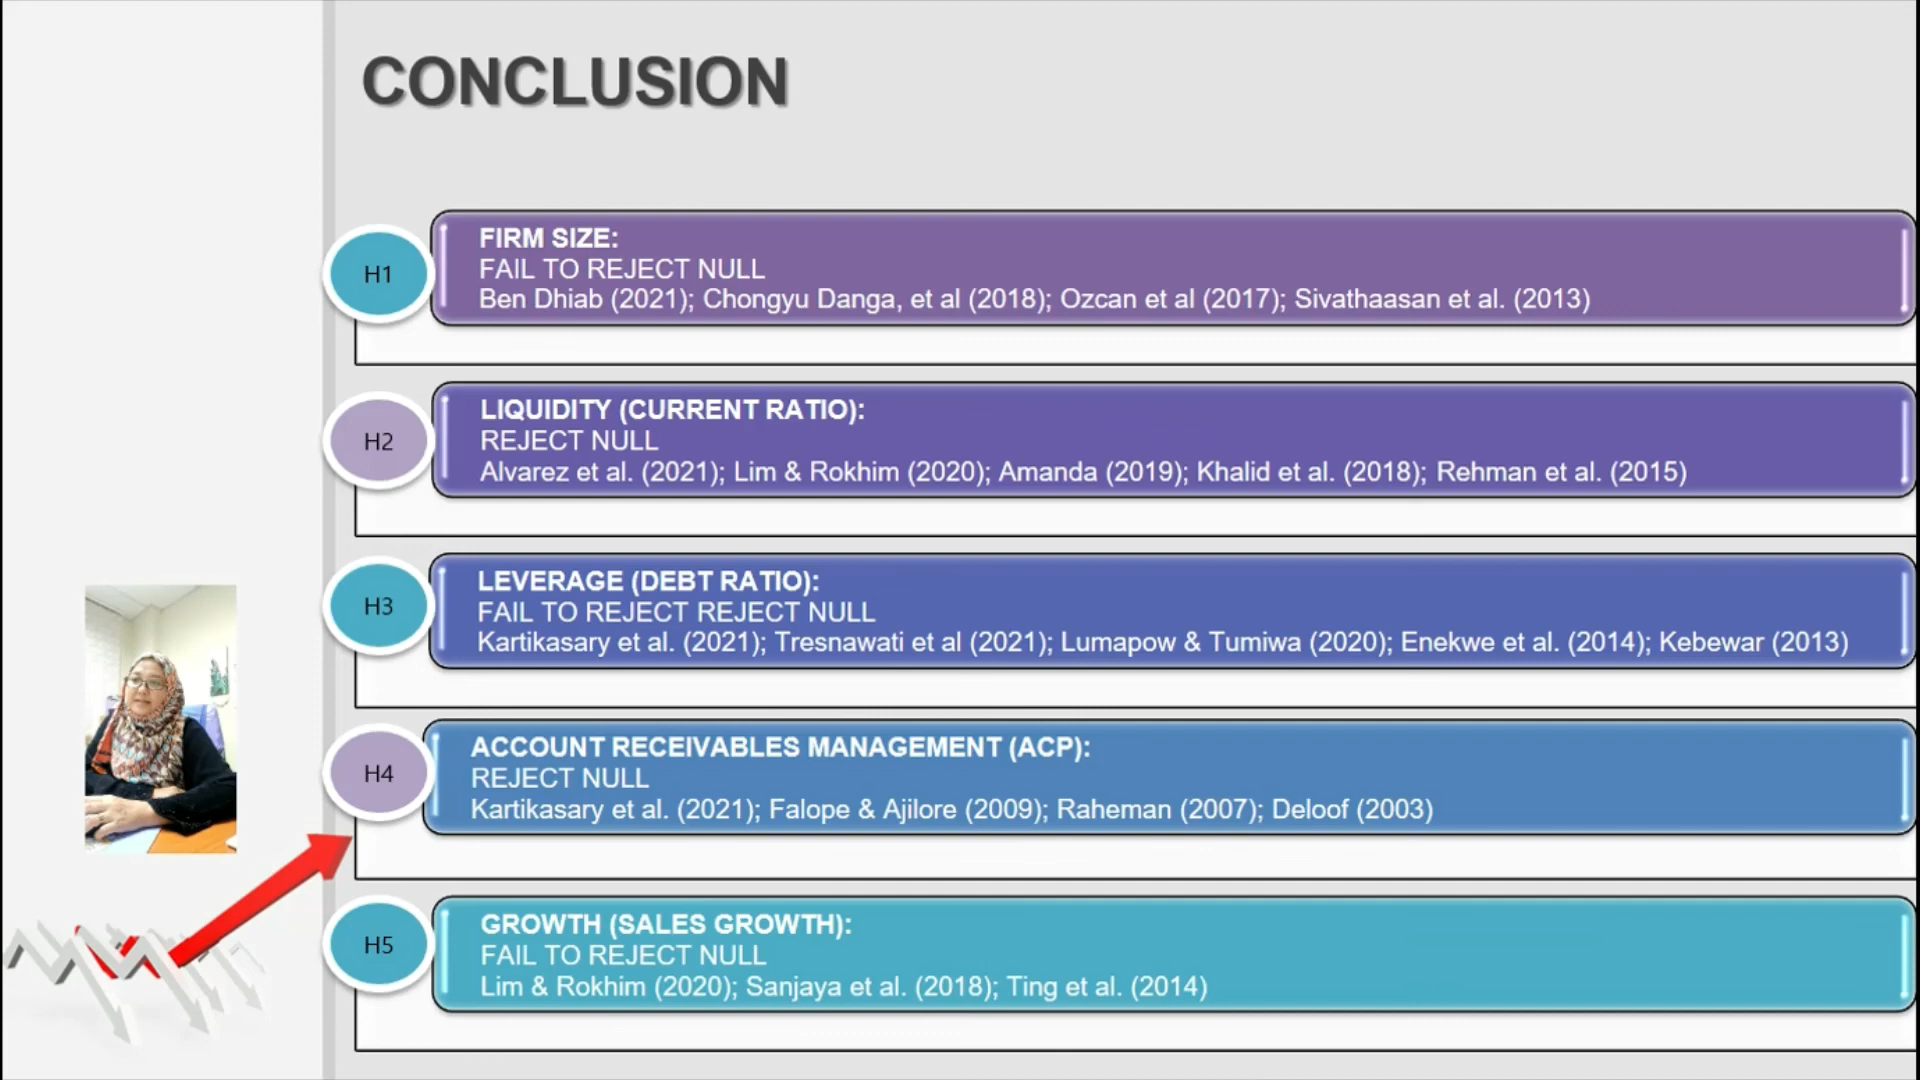 CONCLUSION
H1
FIRM SIZE:
FAIL TO REJECT NULL
Ben Dhiab (2021); Chongyu Danga, et al (2018); Ozcan et al (2017); Sivathaasan et al. (2013)
H2
LIQUIDITY (CURRENT RATIO):
REJECT NULL
Alvarez et al. (2021); Lim & Rokhim (2020); Amanda (2019); Khalid et al. (2018); Rehman et al. (2015)
H3
LEVERAGE (DEBT RATIO):
FAIL TO REJECT REJECT NULL
Kartikasary et al. (2021); Tresnawati et al (2021); Lumapow & Tumiwa (2020); Enekwe et al. (2014); Kebewar (2013)
H4
ACCOUNT RECEIVABLES MANAGEMENT (ACP):
REJECT NULL
Kartikasary et al. (2021); Falope & Ajilore (2009); Raheman (2007); Deloof (2003)
H5
GROWTH (SALES GROWTH):
FAIL TO REJECT NULL
Lim & Rokhim (2020); Sanjaya et al. (2018); Ting et al. (2014)